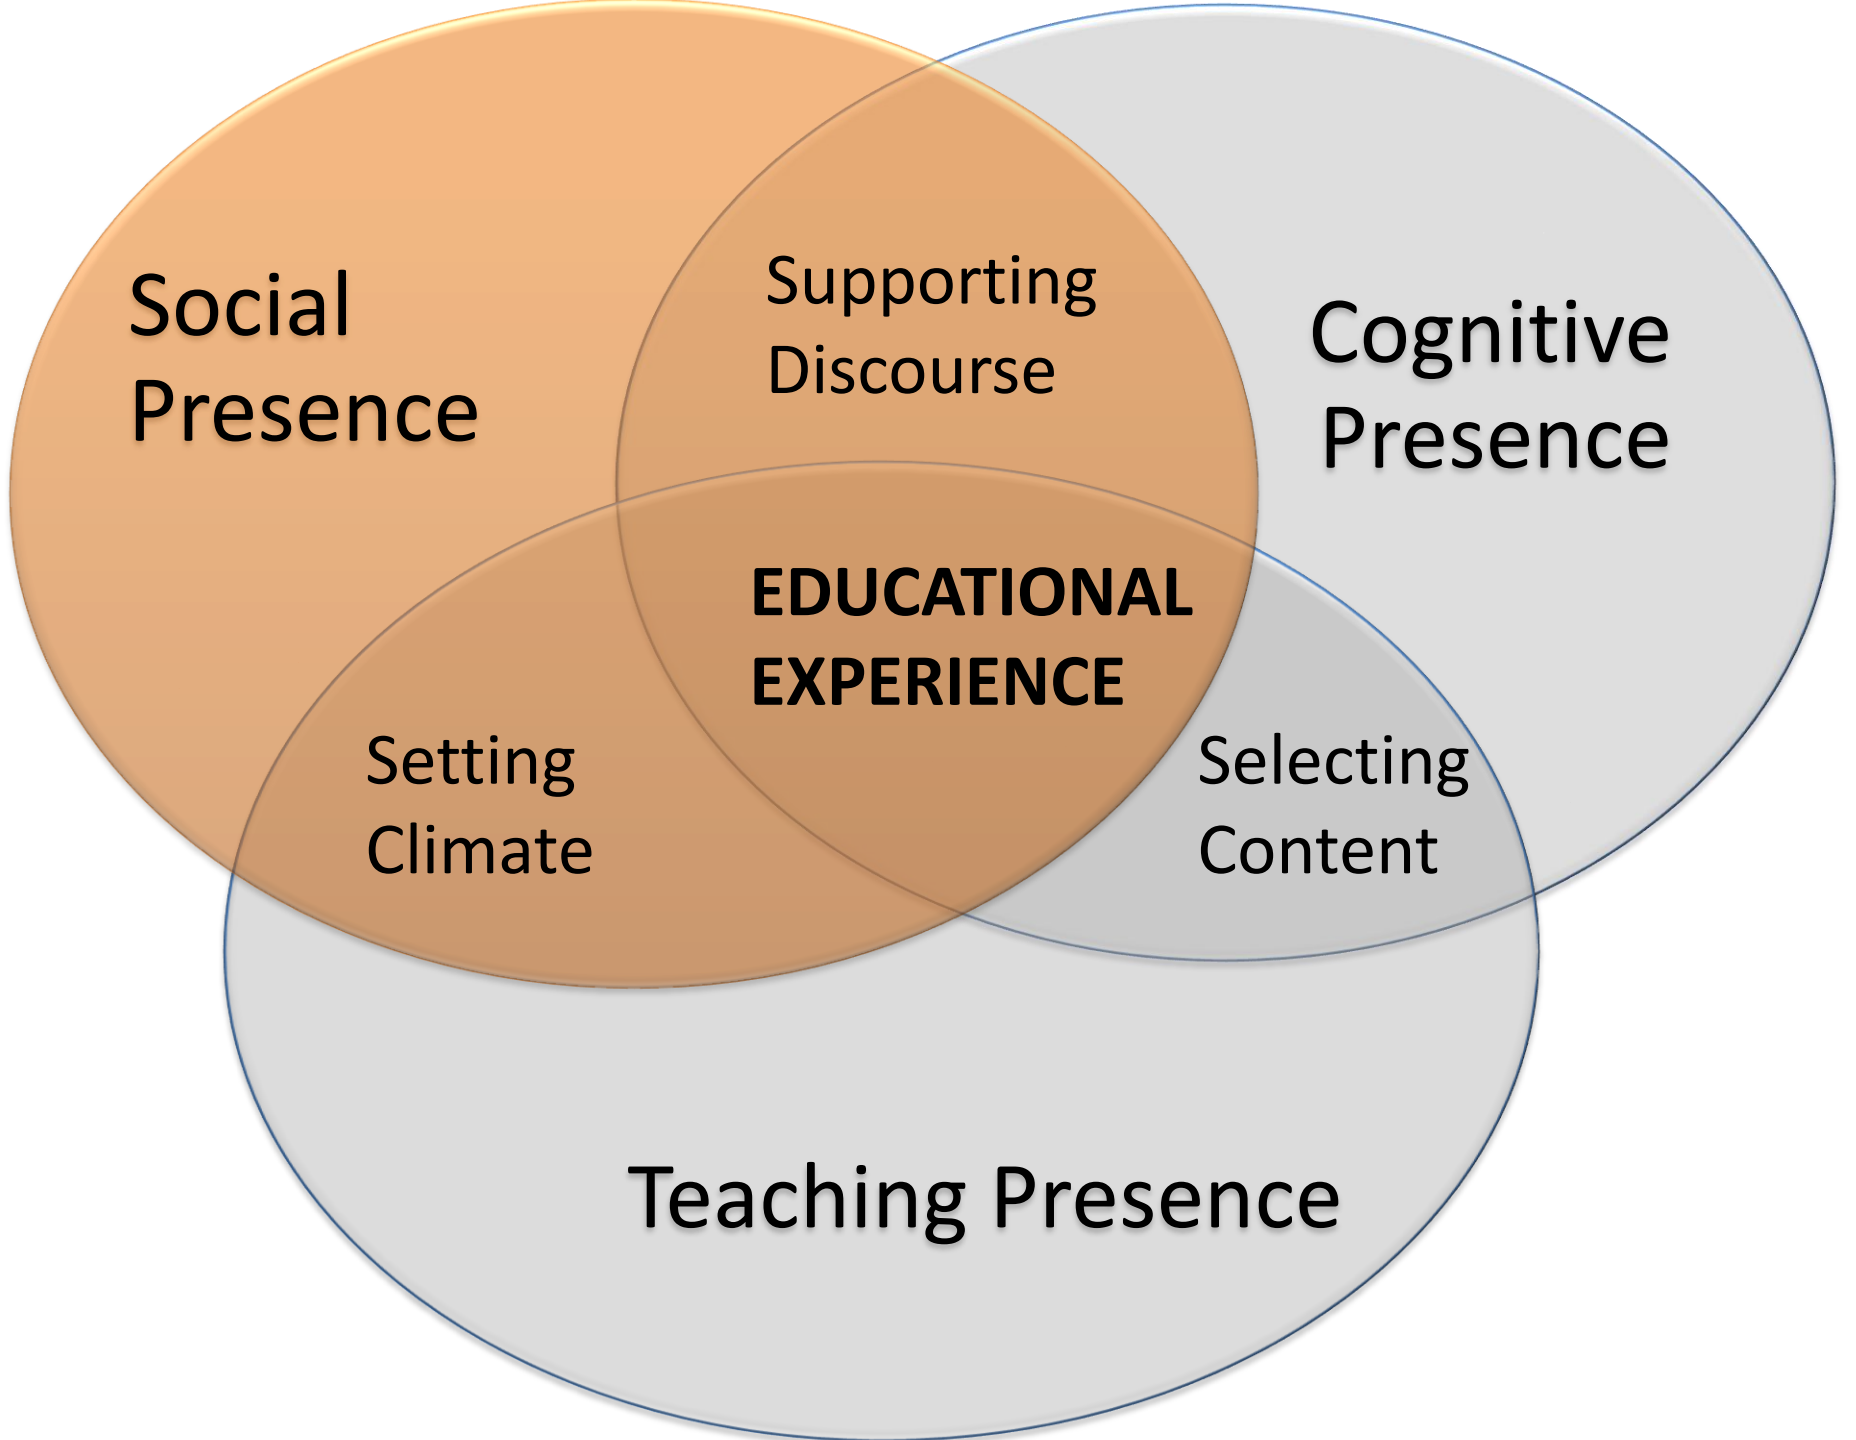 Social
Presence
Supporting
Discourse
Cognitive
Presence
EDUCATIONAL
EXPERIENCE
Setting
Climate
Selecting
Content
Teaching Presence